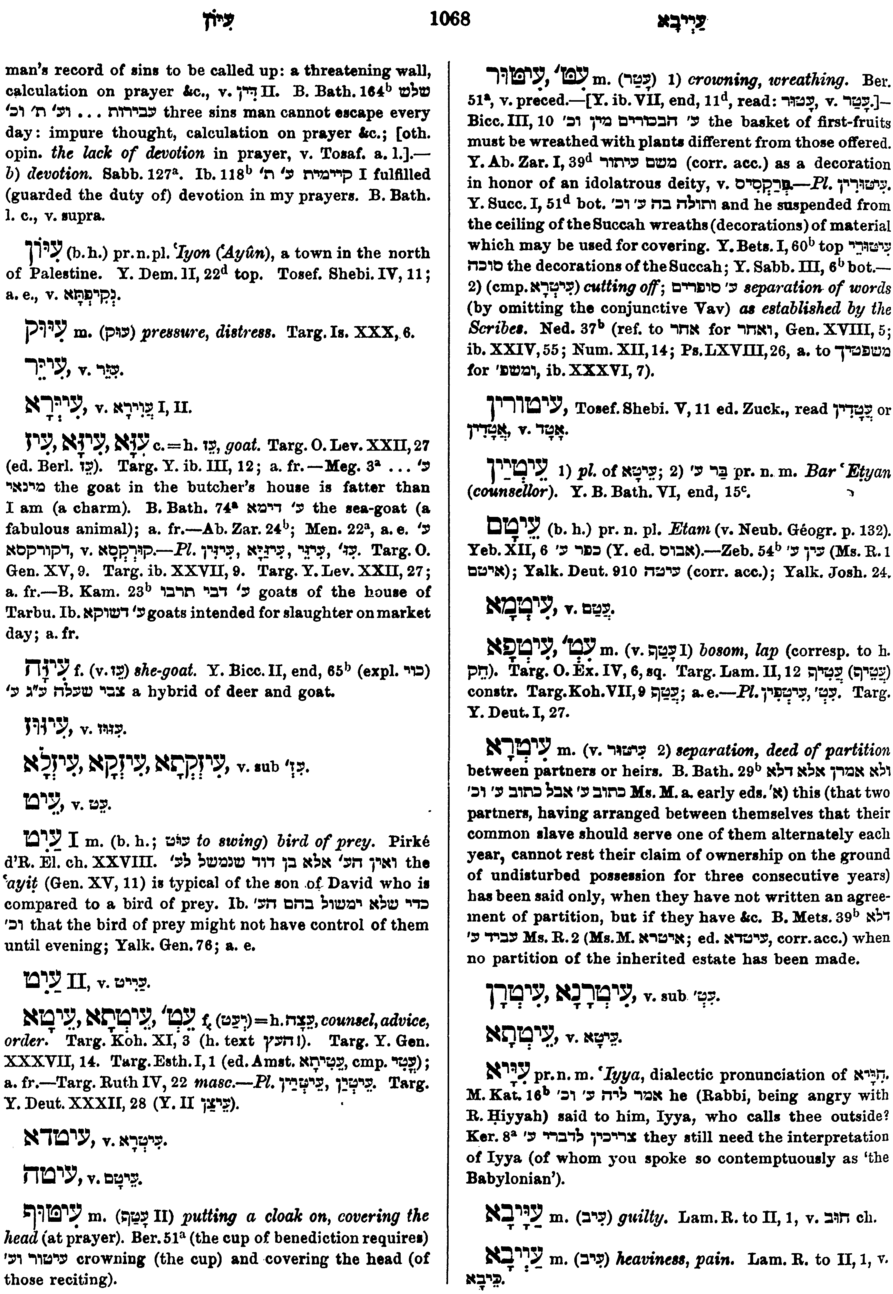 עִיּוֹן 1068 עַיְיבָא
man's record of sins to be called up: a threatening wall,
calculation on prayer &c., v. דִּין II. B. Bath. 164ᵇ שלש
עבירות ... וע' ת' וכ' three sins man cannot escape every
day: impure thought, calculation on prayer &c.; [oth.
opin. the lack of devotion in prayer, v. Tosaf. a. l.].—
b) devotion. Sabb. 127ᵃ. Ib. 118ᵇ קיימית ע' ת' I fulfilled
(guarded the duty of) devotion in my prayers. B. Bath.
l. c., v. supra.
עִיּוֹן (b. h.) pr. n. pl. ‘Iyon (‘Ayûn), a town in the north
of Palestine. Y. Dem. II, 22ᵈ top. Tosef. Shebi. IV, 11;
a. e., v. נְקִיפְתָּא.
עִיּוּק m. (עוּק) pressure, distress. Targ. Is. XXX, 6.
עִיוֵּיר, v. עִוֵּר.
עִיוְּירָא, v. עֲוִירָא I, II.
עִיזָּא, עִיזָא, עִיז c.=h. עֵז, goat. Targ. O. Lev. XXII, 27
(ed. Berl. עֵז). Targ. Y. ib. III, 12; a. fr.—Meg. 3ᵃ ... ע'
מינאי the goat in the butcher's house is fatter than
I am (a charm). B. Bath. 74ᵃ ע' דימא the sea-goat (a
fabulous animal); a. fr.—Ab. Zar. 24ᵇ; Men. 22ᵃ, a. e. ע'
דקורקסא, v. קוּרְקְסָא.—Pl. עִיזִּין, עִיזַּיָּא, עִיזֵּי, עִזֵּ'. Targ. O.
Gen. XV, 9. Targ. ib. XXVII, 9. Targ. Y. Lev. XXII, 27;
a. fr.—B. Kam. 23ᵇ ע' דבי תרבו goats of the house of
Tarbu. Ib. ע' דשוקא goats intended for slaughter on market
day; a. fr.
עִיזָּה f. (v. עֵז) she-goat. Y. Bicc. II, end, 65ᵇ (expl. כוי)
צבי שעלה ע"ג ע' a hybrid of deer and goat.
עִיזּוּז, v. עִזּוּז.
עִיזְקְתָא, עִיזְקָא, עִיזְלָא, v. sub עִז'.
עֵיט, v. עֵט.
עַיִט I m. (b. h.; עוּט to swing) bird of prey. Pirké
d'R. El. ch. XXVIII. ואין הע' אלא בן דוד שנמשל לע' the
‘ayiṭ (Gen. XV, 11) is typical of the son of David who is
compared to a bird of prey. Ib. כדי שלא ימשול בהם הע'
וכ' that the bird of prey might not have control of them
until evening; Yalk. Gen. 76; a. e.
עַיִט II, v. עַיְיט.
עֵיטָא, עֵיטְתָא, עֵט' f. (יְעַט)=h. עֵצָה, counsel, advice,
order. Targ. Koh. XI, 3 (h. text העץ!). Targ. Y. Gen.
XXXVII, 14. Targ. Esth. I, 1 (ed. Amst. עֲטִיתָא, cmp. עֲטֵי);
a. fr.—Targ. Ruth IV, 22 masc.—Pl. עֵיטְיָין, עֵיטְיָן. Targ.
Y. Deut. XXXII, 28 (Y. II עֵיצָן).
עיטדא, v. עִיטְרָא.
עיטה, v. עֵיטָם.
עִיטּוּף m. (עָטַף II) putting a cloak on, covering the
head (at prayer). Ber. 51ᵃ (the cup of benediction requires)
עיטור וע' וכ' crowning (the cup) and covering the head (of
those reciting).
עִיטּוּר, עִטּ' m. (עָטַר) 1) crowning, wreathing. Ber.
51ᵃ, v. preced.—[Y. ib. VII, end, 11ᵈ, read: עָטוּר, v. עָטַר.]—
Bicc. III, 10 ע' הבכורים מין וכ' the basket of first-fruits
must be wreathed with plants different from those offered.
Y. Ab. Zar. I, 39ᵈ משם עיתור (corr. acc.) as a decoration
in honor of an idolatrous deity, v. פְּרָקְסִיס.—Pl. עִיטּוּרִין.
Y. Succ. I, 51ᵈ bot. ותולה בה ע' וכ' and he suspended from
the ceiling of the Succah wreaths (decorations) of material
which may be used for covering. Y. Bets. I, 60ᵇ top עיטורי
סוכה the decorations of the Succah; Y. Sabb. III, 6ᵇ bot.—
2) (cmp. עִיטְרָא) cutting off; ע' סופרים separation of words
(by omitting the conjunctive Vav) as established by the
Scribes. Ned. 37ᵇ (ref. to אחר for ואחר, Gen. XVIII, 5;
ib. XXIV, 55; Num. XII, 14; Ps. LXVIII, 26, a. to משפטיך
for ומשפ', ib. XXXVI, 7).
עיטורין, Tosef. Shebi. V, 11 ed. Zuck., read עֲטָדִין or
אֲטָדִין, v. אָטָד.
עֵיטְיָן 1) pl. of עֵיטָא; 2) בַּר ע' pr. n. m. Bar ‘Eṭyan
(counsellor). Y. B. Bath. VI, end, 15ᶜ.
עֵיטָם (b. h.) pr. n. pl. Etam (v. Neub. Géogr. p. 132).
Yeb. XII, 6 כפר ע' (Y. ed. אבוס).—Zeb. 54ᵇ עין ע' (Ms. R. 1
איטם); Yalk. Deut. 910 עיטה (corr. acc.); Yalk. Josh. 24.
עִיטְמָא, v. עֲטַם.
עִיטְפָא, עִטְ' m. (v. עֲטַף I) bosom, lap (corresp. to h.
חֵק). Targ. O. Ex. IV, 6, sq. Targ. Lam. II, 12 עֲטִיף (עֲטֵיף)
constr. Targ. Koh. VII, 9 עֲטַף; a. e.—Pl. עִיטְפִין, עִטְ'. Targ.
Y. Deut. I, 27.
עִיטְרָא m. (v. עִיטּוּר 2) separation, deed of partition
between partners or heirs. B. Bath. 29ᵇ ולא אמרן אלא דלא
כתוב ע' אבל כתוב ע' וכ' Ms. M. a. early eds. (א') this (that two
partners, having arranged between themselves that their
common slave should serve one of them alternately each
year, cannot rest their claim of ownership on the ground
of undisturbed possession for three consecutive years)
has been said only, when they have not written an agree-
ment of partition, but if they have &c. B. Mets. 39ᵇ דלא
עביד ע' Ms. R. 2 (Ms. M. איטרא; ed. עיטדא, corr. acc.) when
no partition of the inherited estate has been made.
עִיטְרָנָא, עִיטְרָן, v. sub עִטְ'.
עֵיטְתָא, v. עֵיטָא.
עִיָּיא pr. n. m. ‘Iyya, dialectic pronunciation of חִיָּיא.
M. Kat. 16ᵇ אמר ליה ע' וכ' he (Rabbi, being angry with
R. Ḥiyyah) said to him, Iyya, who calls thee outside?
Ker. 8ᵃ צריכין לדברי ע' they still need the interpretation
of Iyya (of whom you spoke so contemptuously as 'the
Babylonian').
עַיָּיבָא m. (עִיב) guilty. Lam. R. to II, 1, v. חוב ch.
עַיְיבָא m. (עִיב) heaviness, pain. Lam. R. to II, 1, v.
כֵּיבָא.